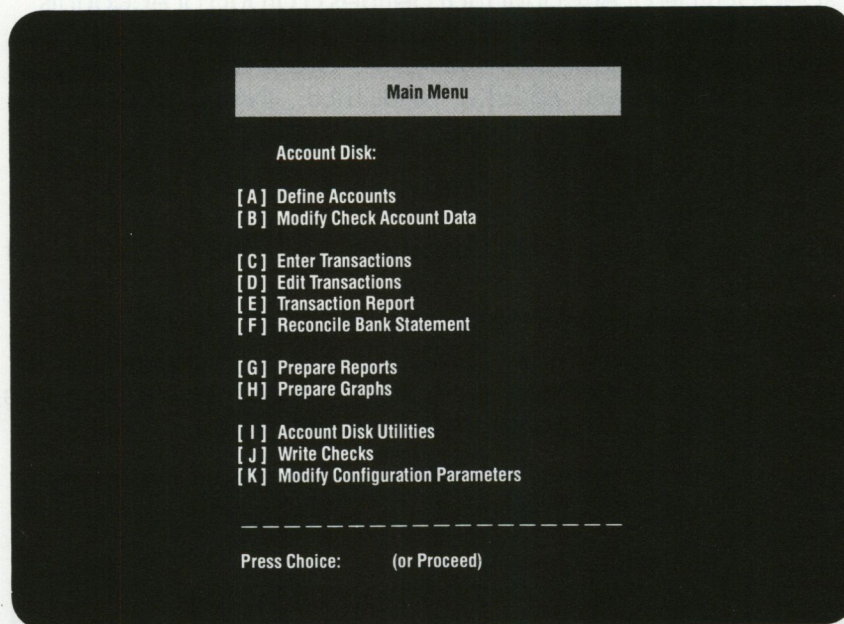 Main Menu
Account Disk:
[A] Define Accounts
[B] Modify Check Account Data
[C] Enter Transactions
[D] Edit Transactions
[E] Transaction Report
[F] Reconcile Bank Statement
[G] Prepare Reports
[H] Prepare Graphs
[I] Account Disk Utilities
[J] Write Checks
[K] Modify Configuration Parameters
Press Choice: (or Proceed)